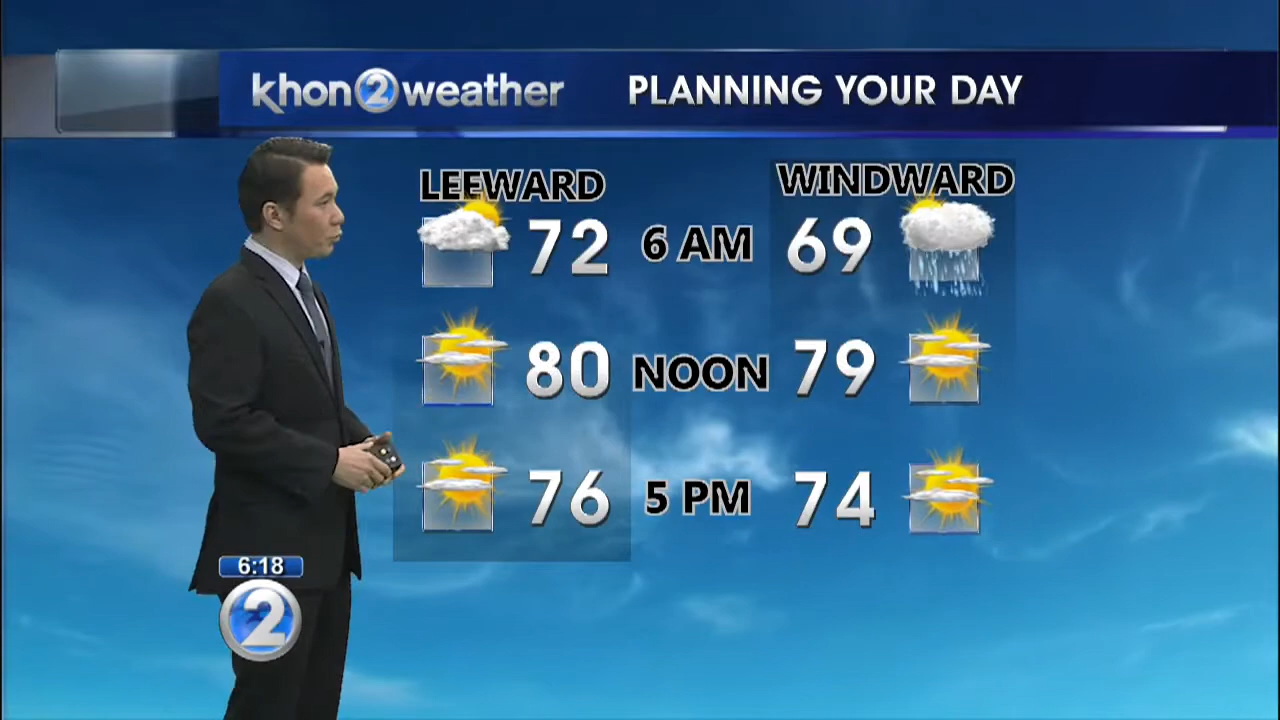 khon2weather PLANNING YOUR DAY
LEEWARD WINDWARD
72 6 AM 69
80 NOON 79
76 5 PM 74
6:18
2